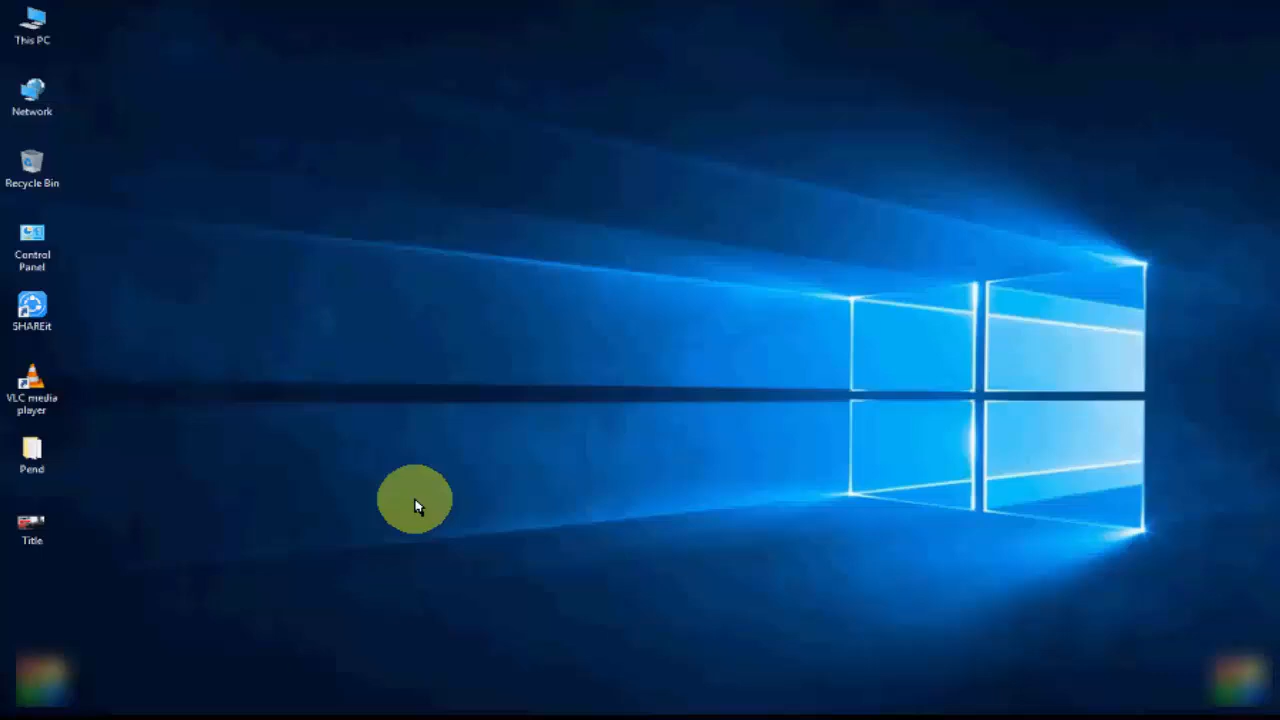 This PC
Network
Recycle Bin
Control
Panel
SHAREit
VLC media
player
Pend
Title